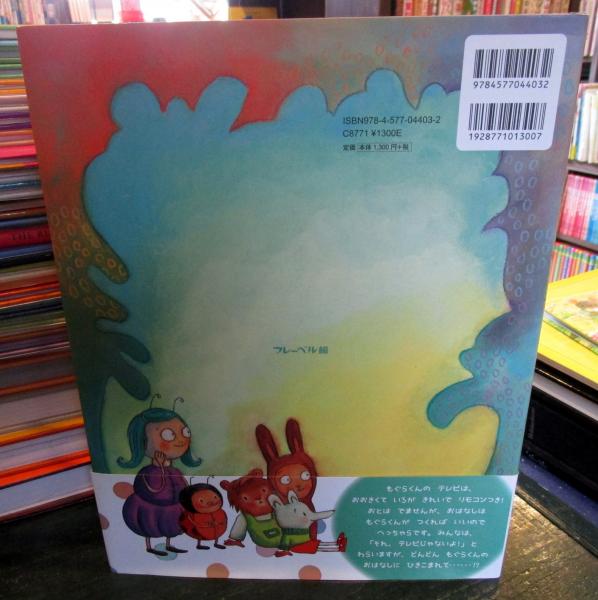 9784577044032
ISBN978-4-577-04403-2
C8771 ¥1300E
定価 本体1,300円+税
1928771013007
フレーベル館
もぐらくんの テレビは、
おおきくて いろが きれいで リモコンつき!
おとは でませんが、おはなしは
もぐらくんが つくれば いいので
へっちゃらです。みんなは、
「それ、テレビじゃないよ!」と
わらいますが、どんどん もぐらくんの
おはなしに ひきこまれて……!?